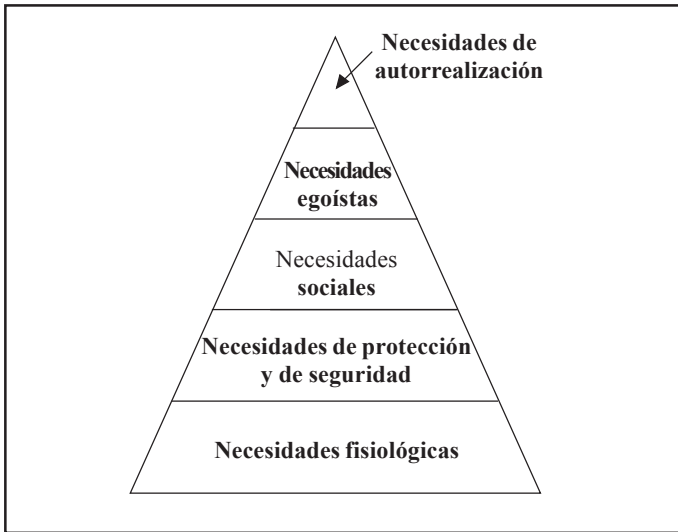 Necesidades de
autorrealización
Necesidades
egoístas
Necesidades
sociales
Necesidades de protección
y de seguridad
Necesidades fisiológicas